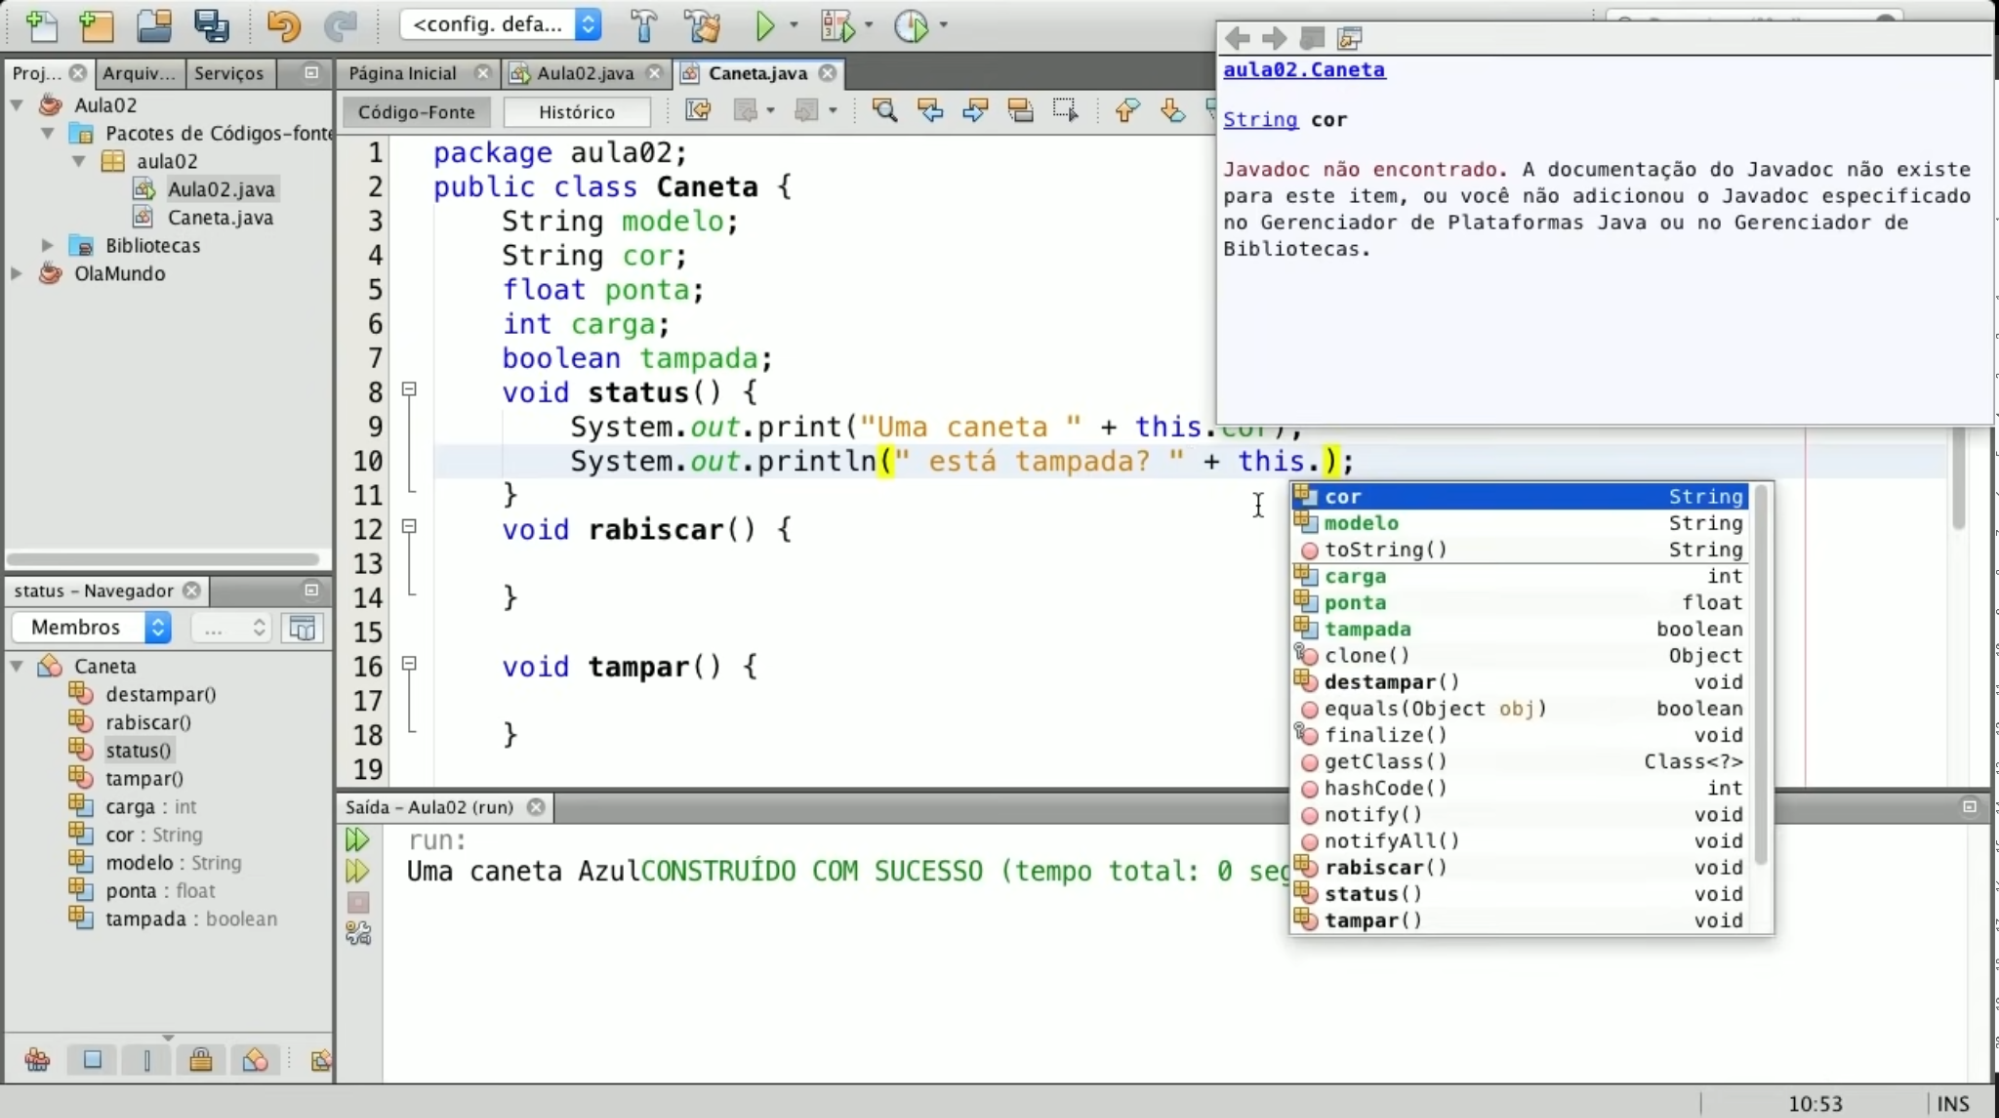 <config. defa...
Proj...
Arquiv...
Serviços
Aula02
Pacotes de Códigos-fonte
aula02
Aula02.java
Caneta.java
Bibliotecas
OlaMundo
status - Navegador
Membros
...
Caneta
destampar()
rabiscar()
status()
tampar()
carga : int
cor : String
modelo : String
ponta : float
tampada : boolean
Página Inicial
Aula02.java
Caneta.java
Código-Fonte
Histórico
1 package aula02;
2 public class Caneta {
3 String modelo;
4 String cor;
5 float ponta;
6 int carga;
7 boolean tampada;
8 void status() {
9 System.out.print("Uma caneta " + this.cor);
10 System.out.println(" está tampada? " + this.);
11 }
12 void rabiscar() {
13
14 }
15
16 void tampar() {
17
18 }
19
aula02.Caneta
String cor
Javadoc não encontrado. A documentação do Javadoc não existe
para este item, ou você não adicionou o Javadoc especificado
no Gerenciador de Plataformas Java ou no Gerenciador de
Bibliotecas.
cor String
modelo String
toString() String
carga int
ponta float
tampada boolean
clone() Object
destampar() void
equals(Object obj) boolean
finalize() void
getClass() Class<?>
hashCode() int
notify() void
notifyAll() void
rabiscar() void
status() void
tampar() void
Saída - Aula02 (run)
run:
Uma caneta AzulCONSTRUÍDO COM SUCESSO (tempo total: 0 seg
10:53
INS